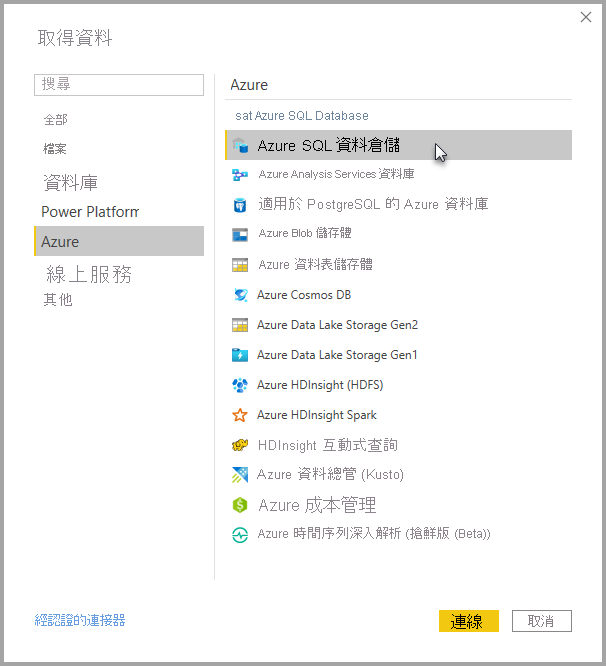 取得資料
搜尋
全部
檔案
資料庫
Power Platform
Azure
線上服務
其他
Azure
sat Azure SQL Database
Azure SQL 資料倉儲
Azure Analysis Services 資料庫
適用於 PostgreSQL 的 Azure 資料庫
Azure Blob 儲存體
Azure 資料表儲存體
Azure Cosmos DB
Azure Data Lake Storage Gen2
Azure Data Lake Storage Gen1
Azure HDInsight (HDFS)
Azure HDInsight Spark
HDInsight 互動式查詢
Azure 資料總管 (Kusto)
Azure 成本管理
Azure 時間序列深入解析 (搶鮮版 (Beta))
經認證的連接器
連線
取消